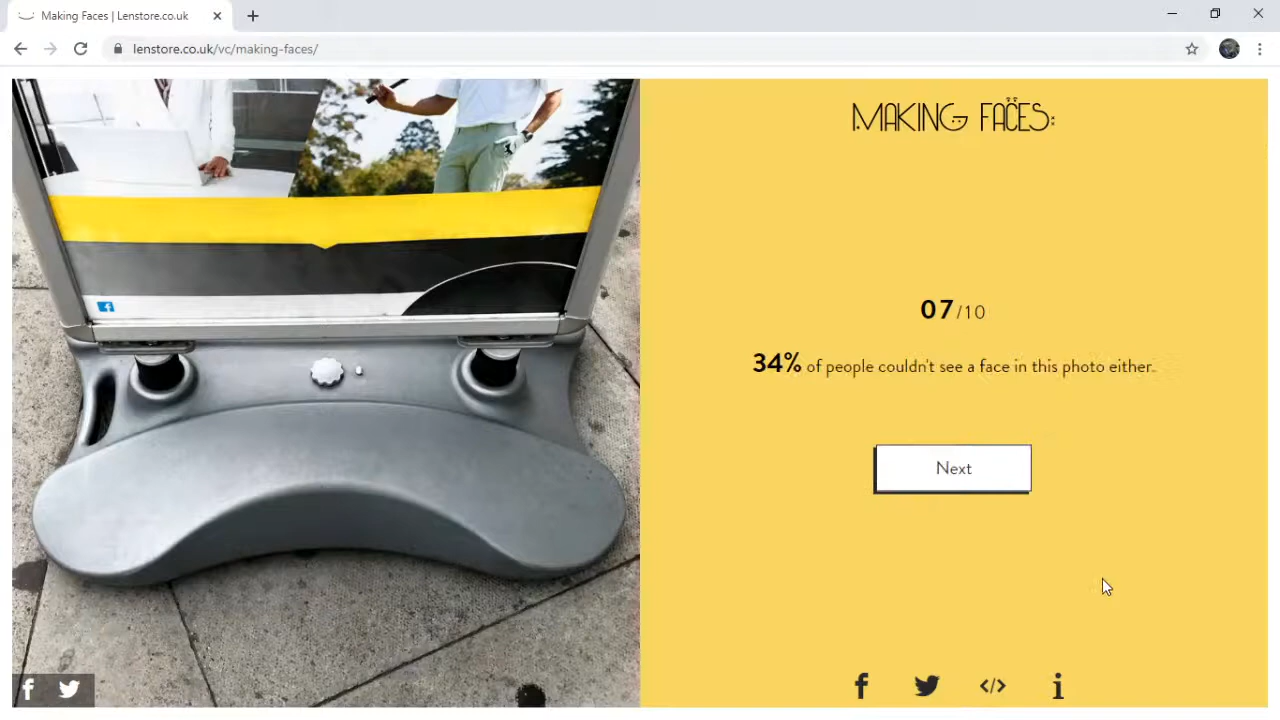 Making Faces | Lenstore.co.uk
lenstore.co.uk/vc/making-faces/
MAKING FACES:
07/10
34% of people couldn't see a face in this photo either.
Next